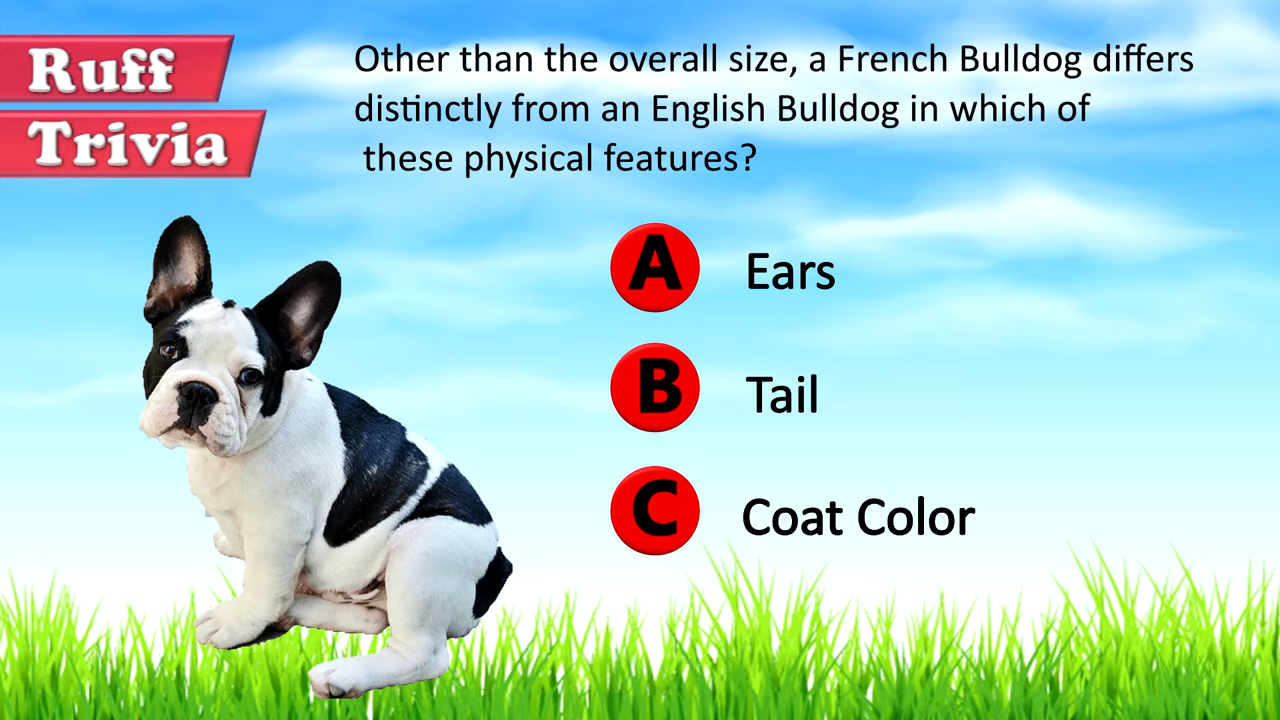 Ruff
Trivia
Other than the overall size, a French Bulldog differs
distinctly from an English Bulldog in which of
these physical features?
A Ears
B Tail
C Coat Color